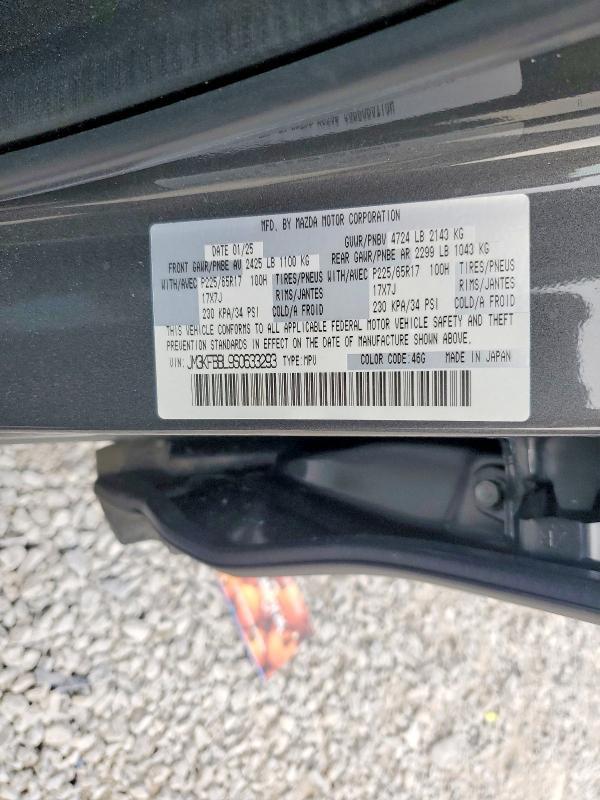 MFD. BY MAZDA MOTOR CORPORATION
DATE 01/25 GVWR/PNBV 4724 LB 2143 KG
FRONT GAWR/PNBE AU 2425 LB 1100 KG REAR GAWR/PNBE AR 2299 LB 1043 KG
WITH/AVEC P225/65R17 100H TIRES/PNEUS WITH/AVEC P225/65R17 100H TIRES/PNEUS
17X7J RIMS/JANTES 17X7J RIMS/JANTES
230 KPA/34 PSI COLD/A FROID 230 KPA/34 PSI COLD/A FROID
THIS VEHICLE CONFORMS TO ALL APPLICABLE FEDERAL MOTOR VEHICLE SAFETY AND THEFT
PREVENTION STANDARDS IN EFFECT ON THE DATE OF MANUFACTURE SHOWN ABOVE.
VIN: JM3KFBBL9S0633293 TYPE: MPV COLOR CODE: 46G MADE IN JAPAN